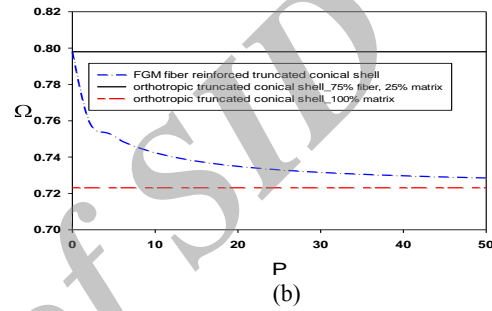 0.82
0.80
FGM fiber reinforced truncated conical shell
orthotropic truncated conical shell_75% fiber, 25% matrix
orthotropic truncated conical shell_100% matrix
0.78
Ω
0.76
0.74
0.72
0.70
0 10 20 30 40 50
P
(b)
of SID